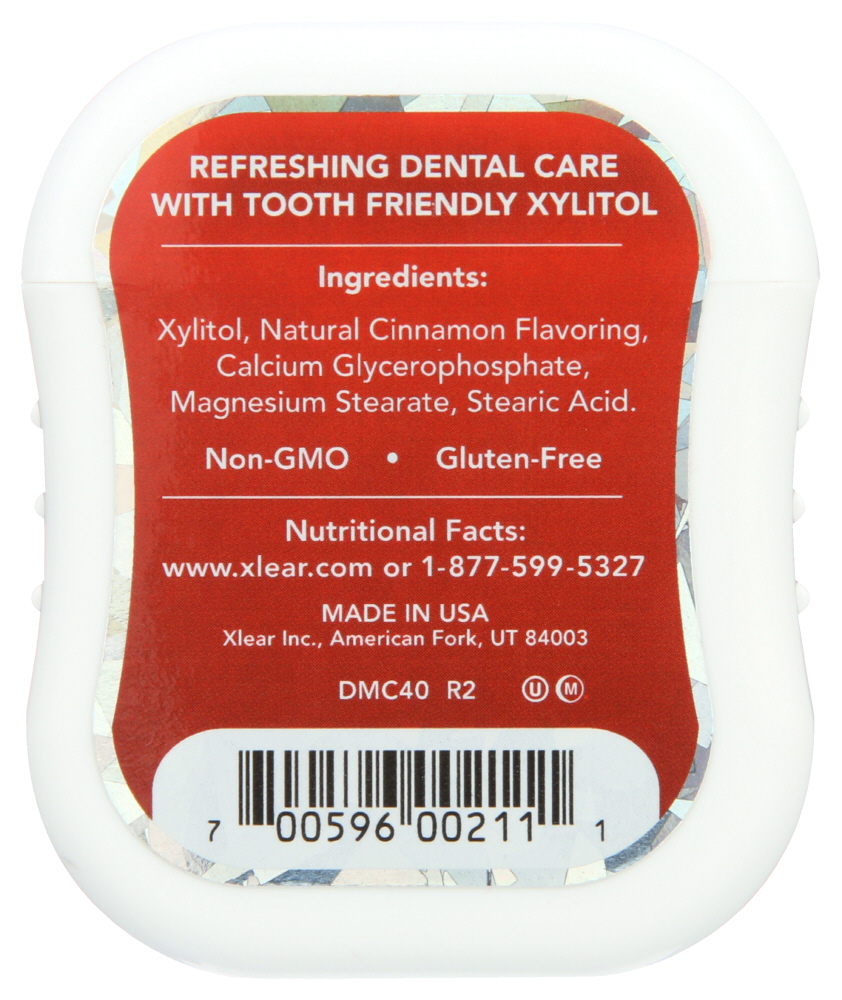 REFRESHING DENTAL CARE
WITH TOOTH FRIENDLY XYLITOL
Ingredients:
Xylitol, Natural Cinnamon Flavoring,
Calcium Glycerophosphate,
Magnesium Stearate, Stearic Acid.
Non-GMO • Gluten-Free
Nutritional Facts:
www.xlear.com or 1-877-599-5327
MADE IN USA
Xlear Inc., American Fork, UT 84003
DMC40 R2 U M
7 00596 00211 1